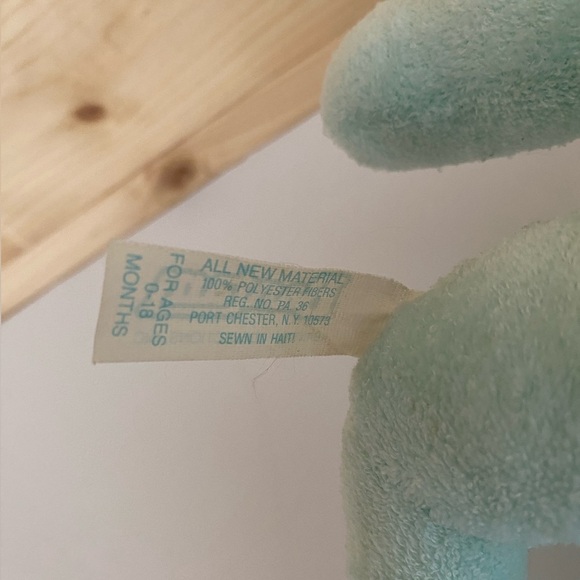 ALL NEW MATERIAL
100% POLYESTER FIBERS
REG. NO. PA. 36
PORT CHESTER, N.Y. 10573
SEWN IN HAITI
FOR AGES
0-18
MONTHS